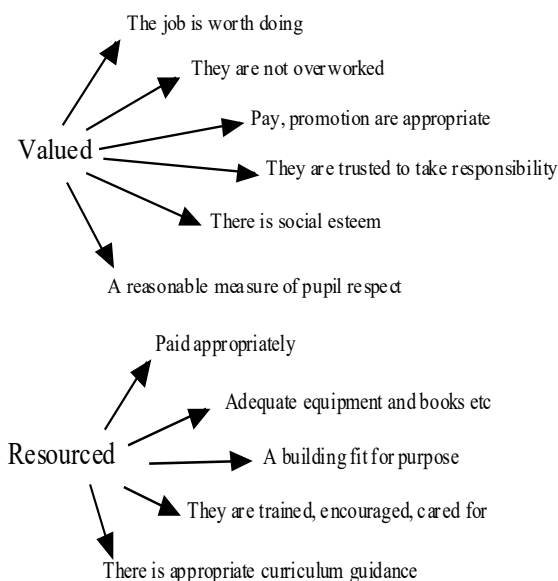 The job is worth doing
They are not overworked
Pay, promotion are appropriate
Valued
They are trusted to take responsibility
There is social esteem
A reasonable measure of pupil respect
Paid appropriately
Adequate equipment and books etc
Resourced
A building fit for purpose
They are trained, encouraged, cared for
There is appropriate curriculum guidance